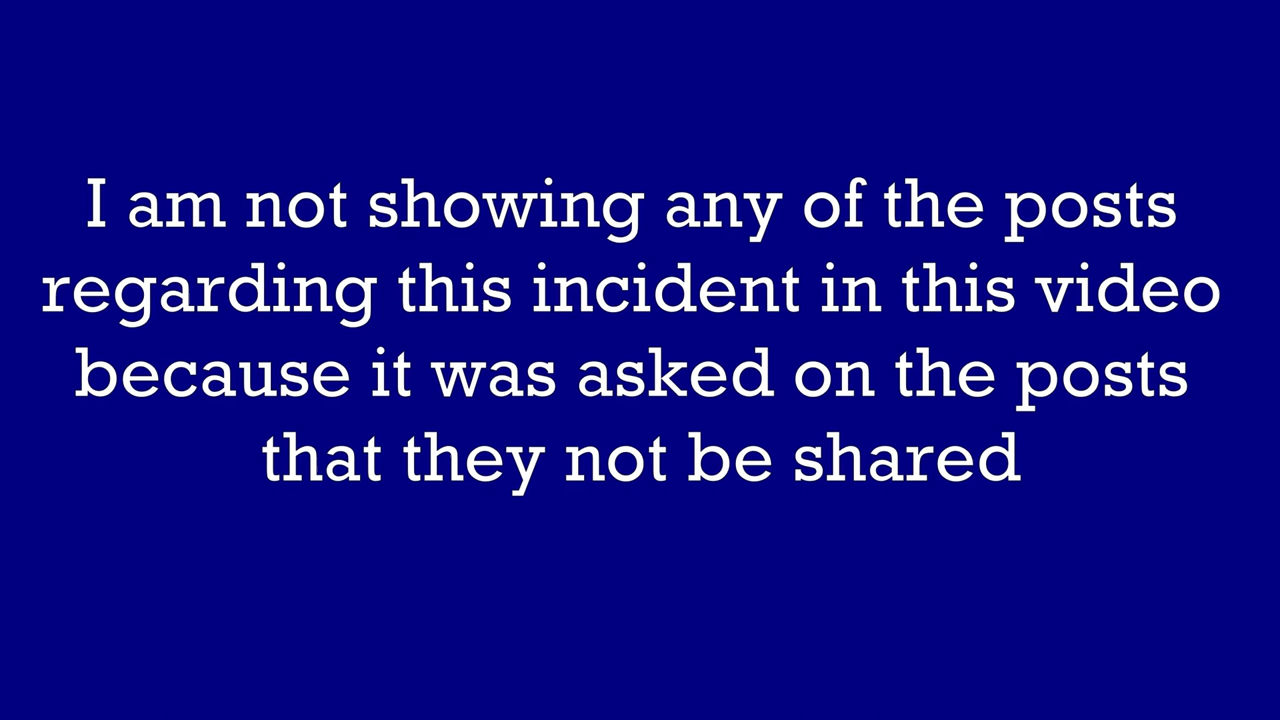 I am not showing any of the posts
regarding this incident in this video
because it was asked on the posts
that they not be shared